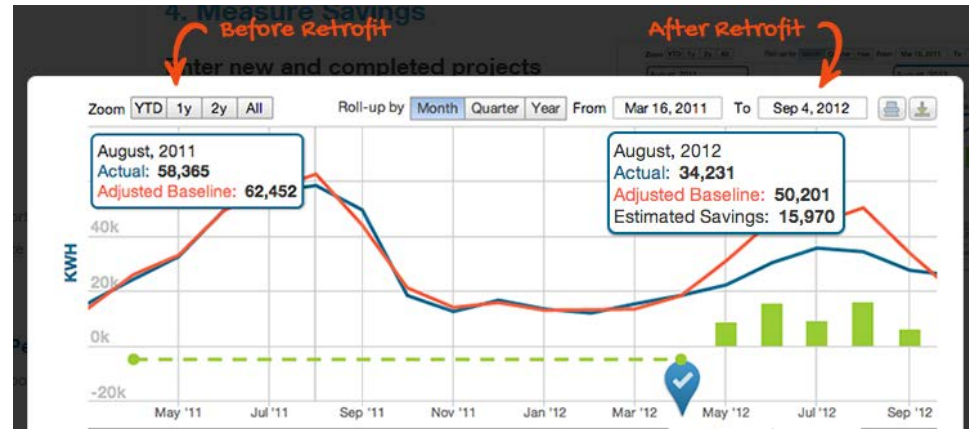 4. Measure Savings
Before Retrofit
After Retrofit
Enter new and completed projects
Zoom YTD 1y 2y All Roll-up by Month Quarter Year From Mar 16, 2011 To Sep 4, 2012
August, 2011
Actual: 58,365
Adjusted Baseline: 62,452
August, 2012
Actual: 34,231
Adjusted Baseline: 50,201
Estimated Savings: 15,970
KWH
40k
20k
0k
-20k
May '11 Jul '11 Sep '11 Nov '11 Jan '12 Mar '12 May '12 Jul '12 Sep '12